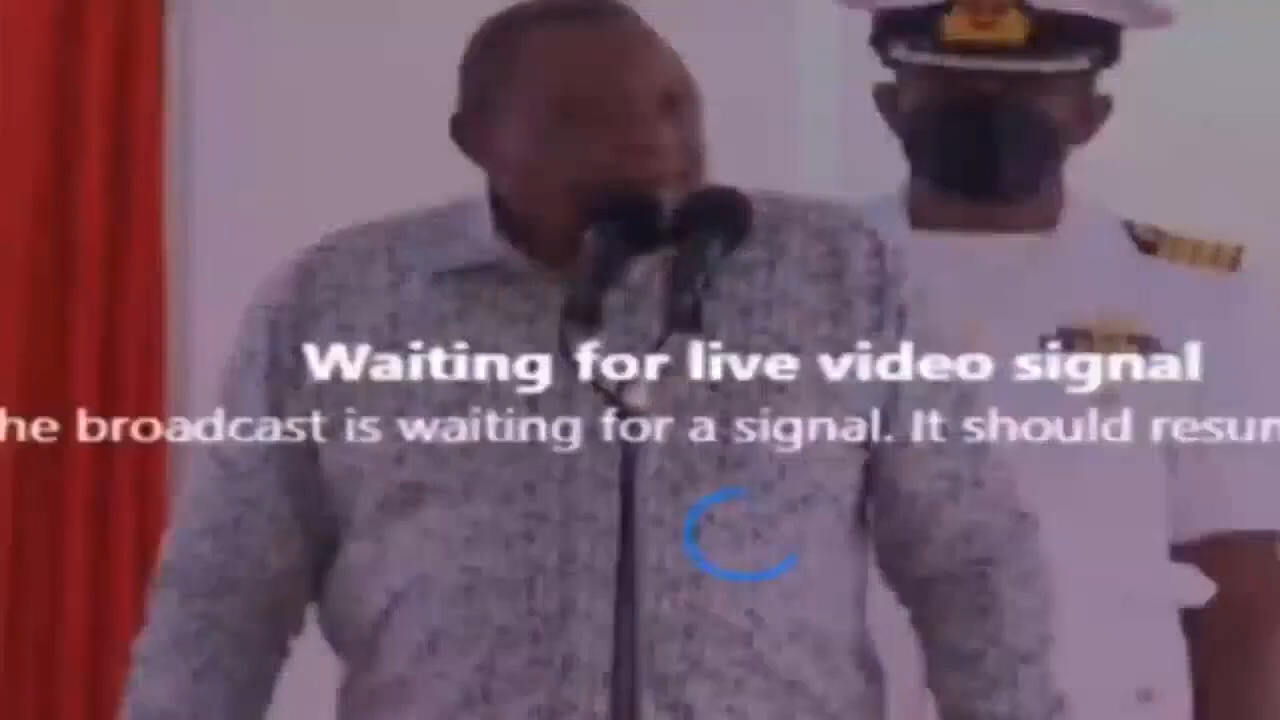 Waiting for live video signal
he broadcast is waiting for a signal. It should resum